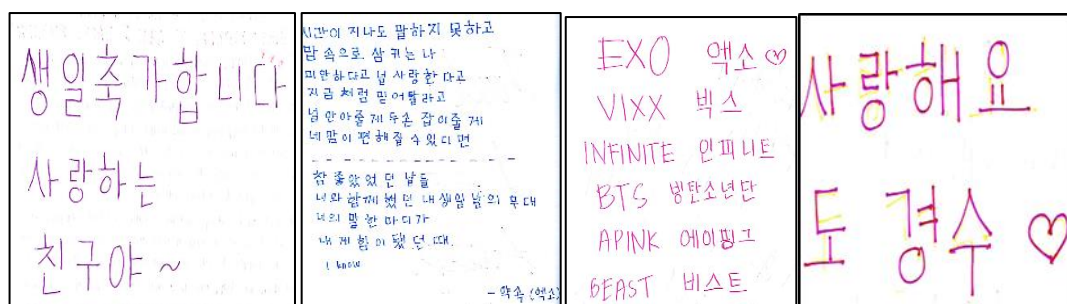 생일축하합니다
사랑하는
친구야 ~
시간이 지나도 말하지 못하고
맘 속으로 삼키는 나
미안하다고 널 사랑한다고
지금처럼 믿어달라고
널 안아줄게 두손 잡아줄게
네 맘이 편해질 수 있다면
참 좋았었던 날들
너와 함께 했던 내 생일 날의 무대
너의 말 한마디가
내게 힘이 됐던 때.
I know
- 약속 (엑소)
EXO 엑소 ♡
VIXX 빅스
INFINITE 인피니트
BTS 방탄소년단
APINK 에이핑크
BEAST 비스트
사랑해요
도 경수 ♡